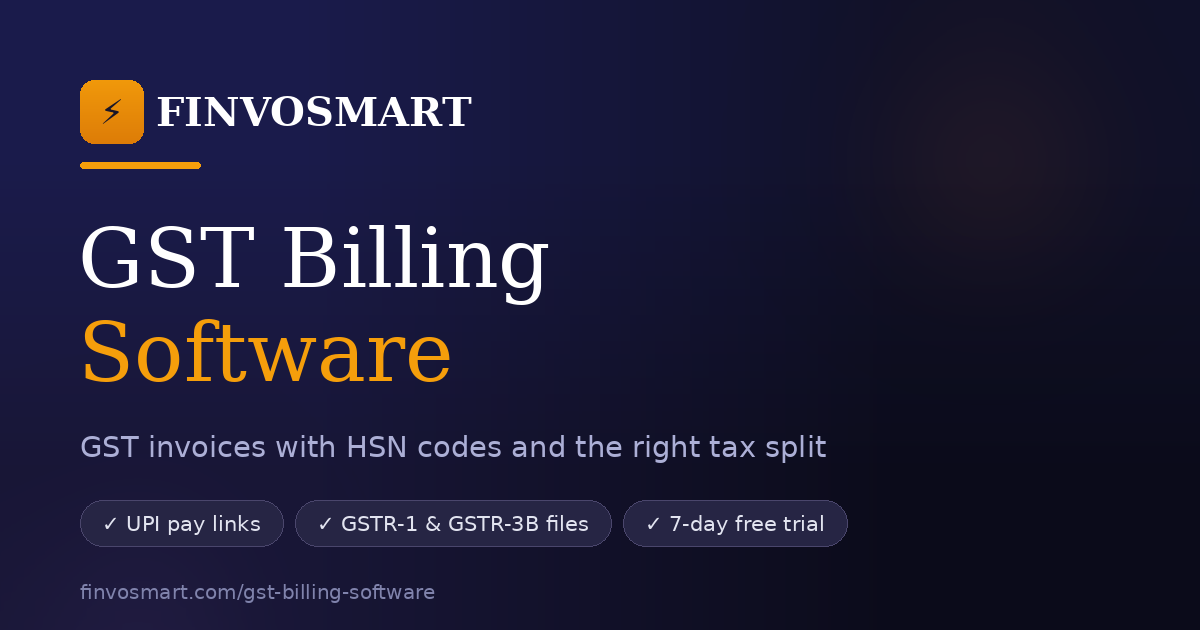 ⚡ FINVOSMART
GST Billing
Software
GST invoices with HSN codes and the right tax split
✓ UPI pay links ✓ GSTR-1 & GSTR-3B files ✓ 7-day free trial
finvosmart.com/gst-billing-software